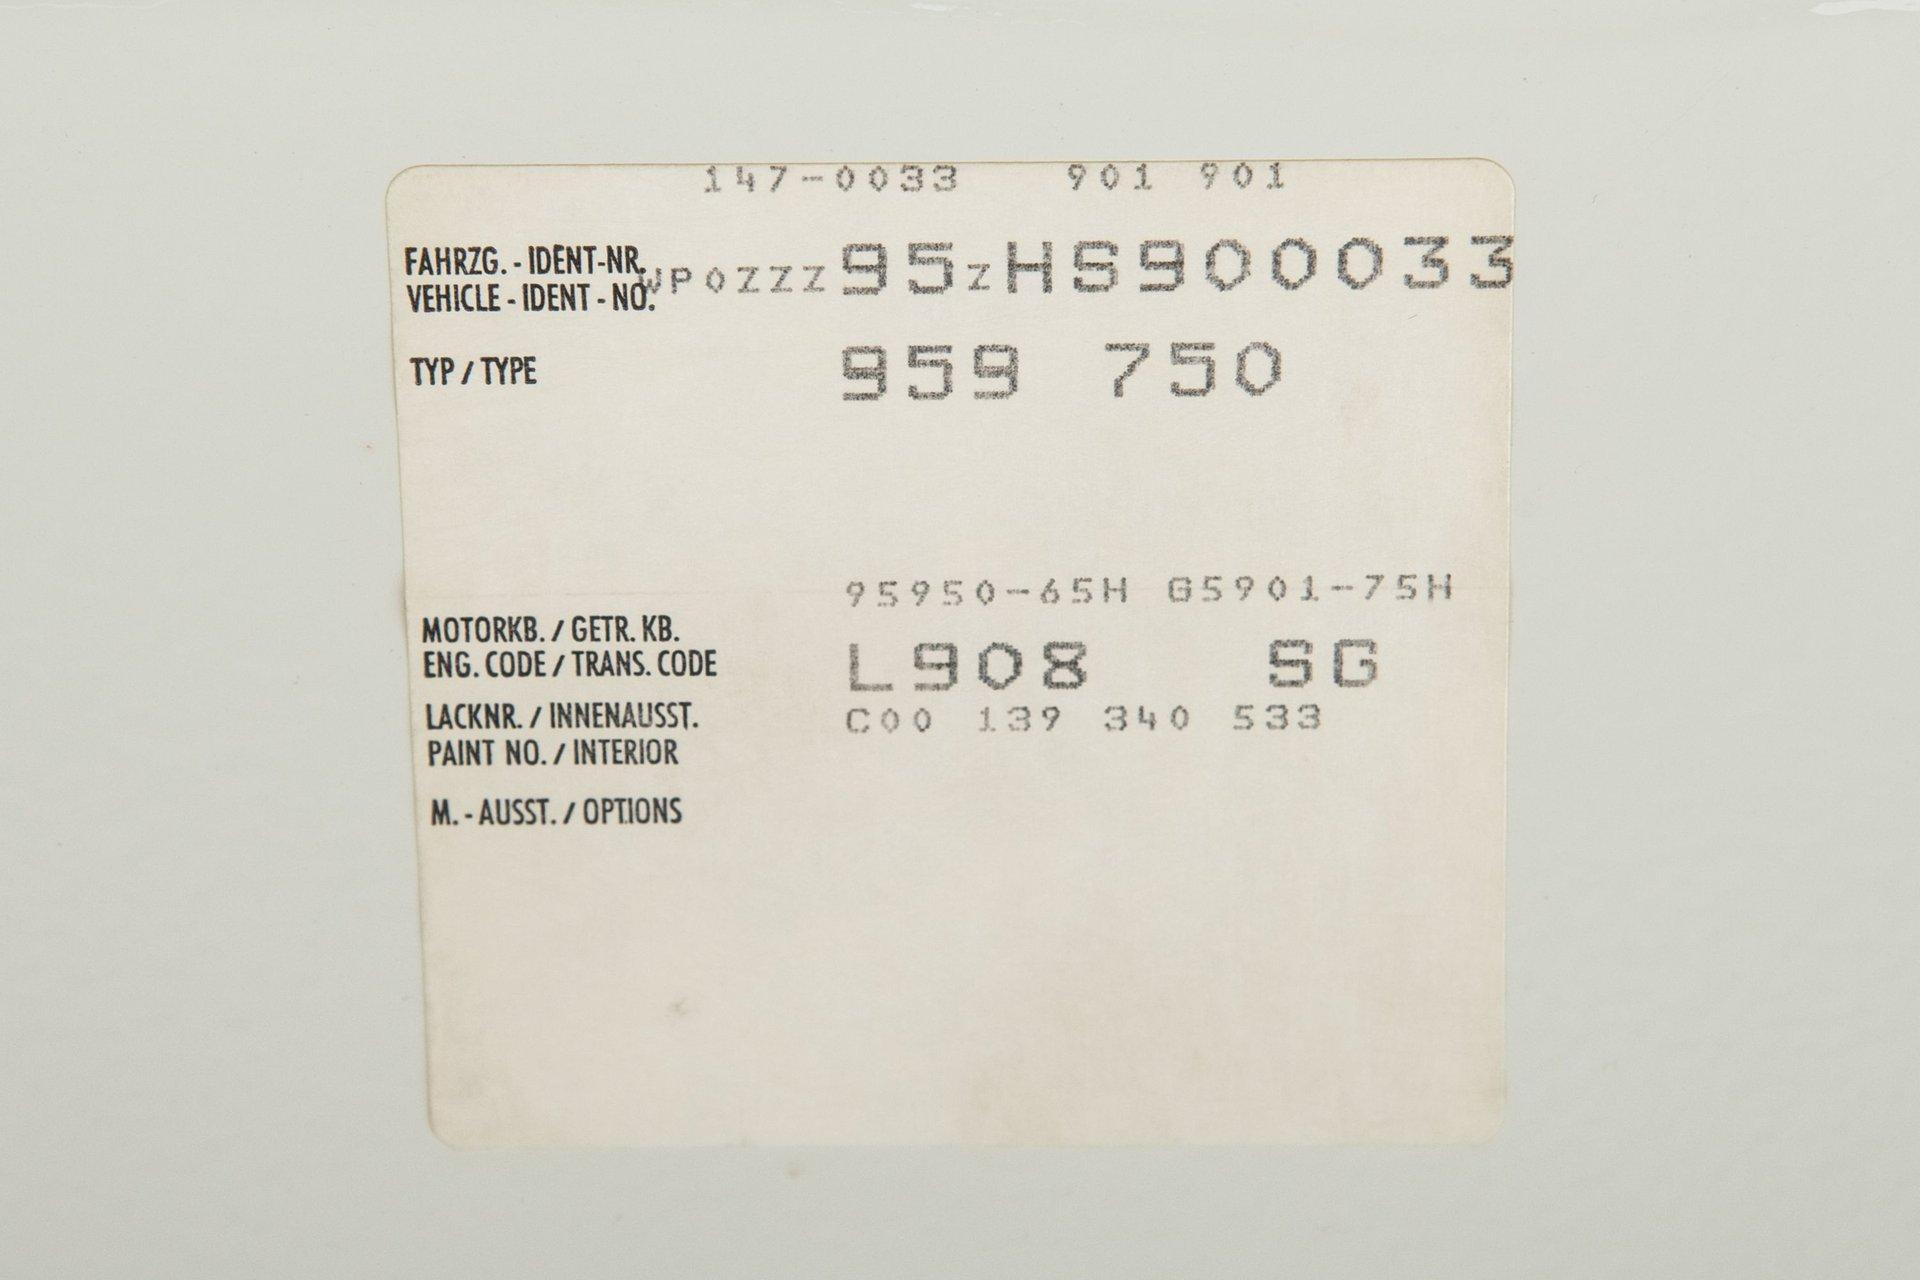 147-0033 901 901
FAHRZG. - IDENT-NR.
VEHICLE - IDENT - NO. WP0ZZZ95ZHS900033
TYP / TYPE 959 750
95950-65H G5901-75H
MOTORKB. / GETR. KB.
ENG. CODE / TRANS. CODE L908 SG
LACKNR. / INNENAUSST. C00 139 340 533
PAINT NO. / INTERIOR
M. - AUSST. / OPTIONS